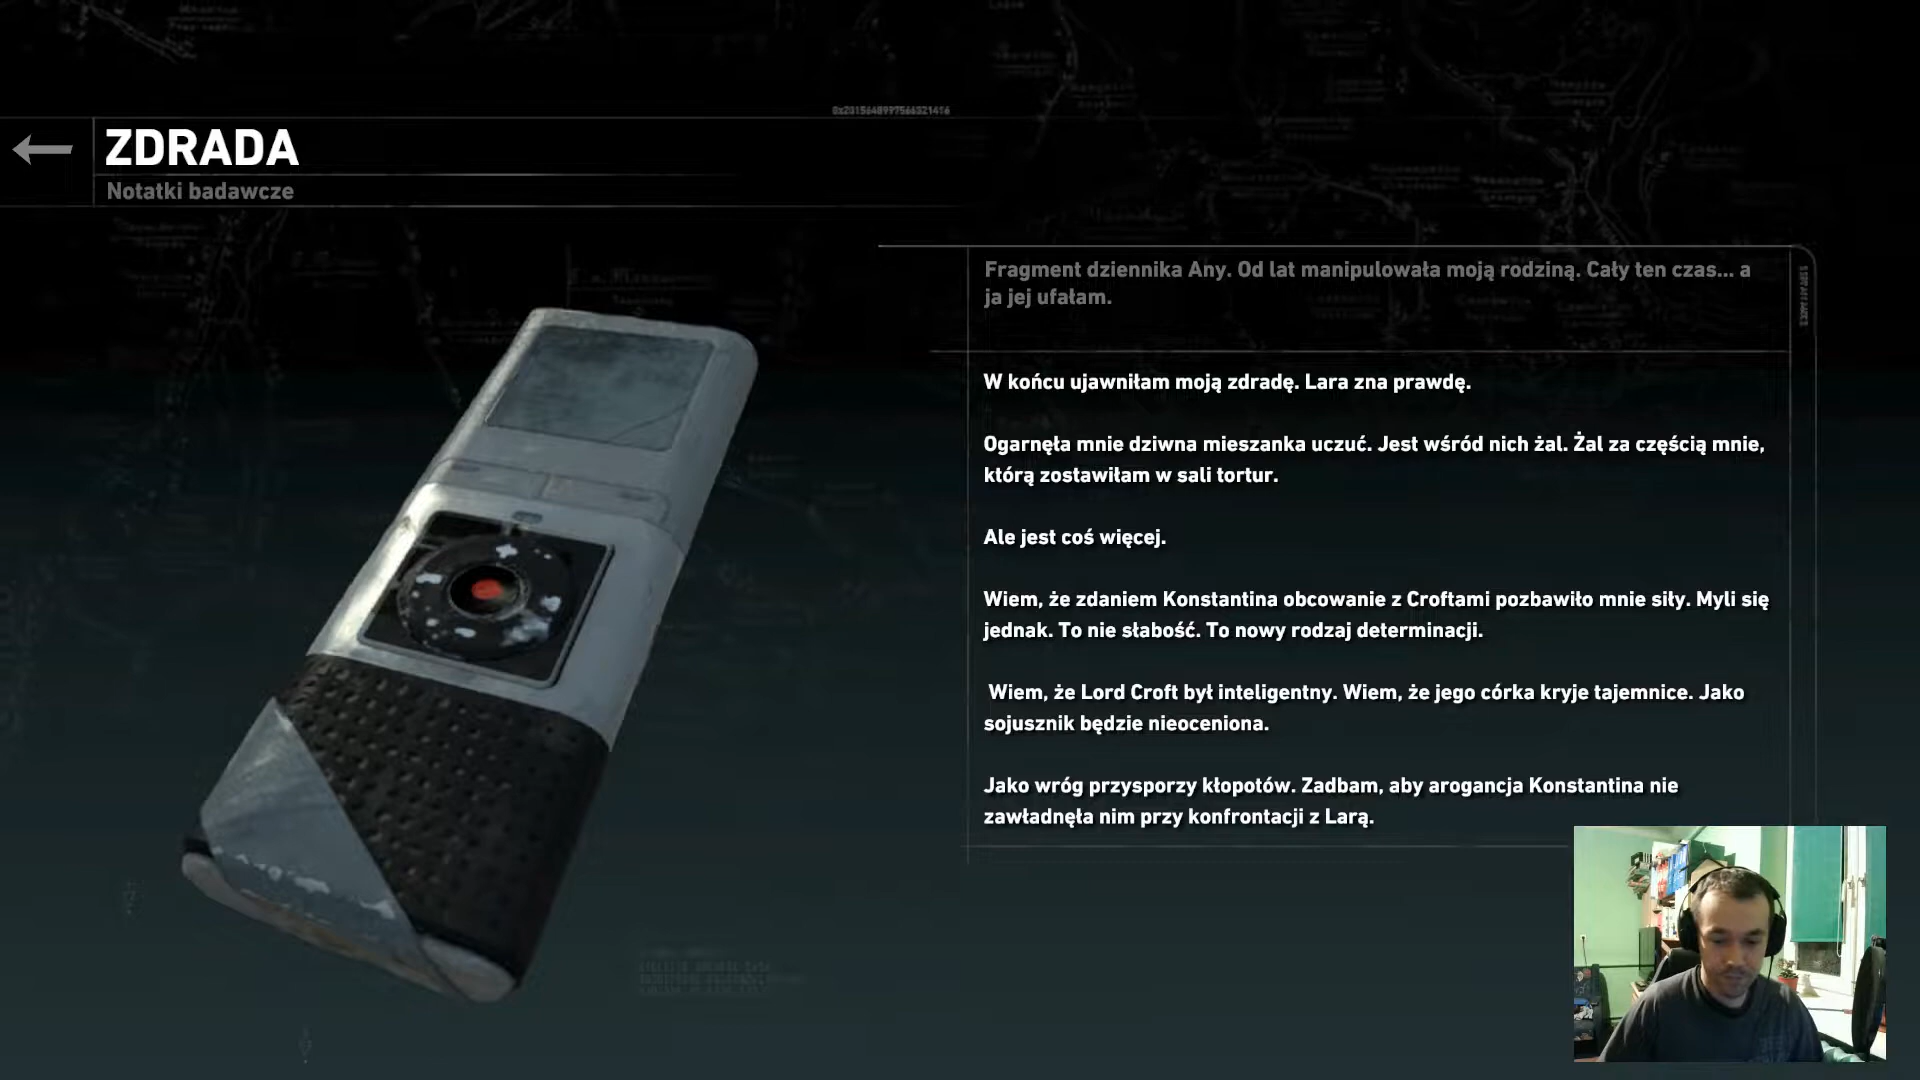 0x2315648997566321456
ZDRADA
Notatki badawcze
Fragment dziennika Any. Od lat manipulowała moją rodziną. Cały ten czas... a
ja jej ufałam.
W końcu ujawniłam moją zdradę. Lara zna prawdę.
Ogarnęła mnie dziwna mieszanka uczuć. Jest wśród nich żal. Żal za częścią mnie,
którą zostawiłam w sali tortur.
Ale jest coś więcej.
Wiem, że zdaniem Konstantina obcowanie z Croftami pozbawiło mnie siły. Myli się
jednak. To nie słabość. To nowy rodzaj determinacji.
Wiem, że Lord Croft był inteligentny. Wiem, że jego córka kryje tajemnice. Jako
sojusznik będzie nieoceniona.
Jako wróg przysporzy kłopotów. Zadbam, aby arogancja Konstantina nie
zawładnęła nim przy konfrontacji z Larą.